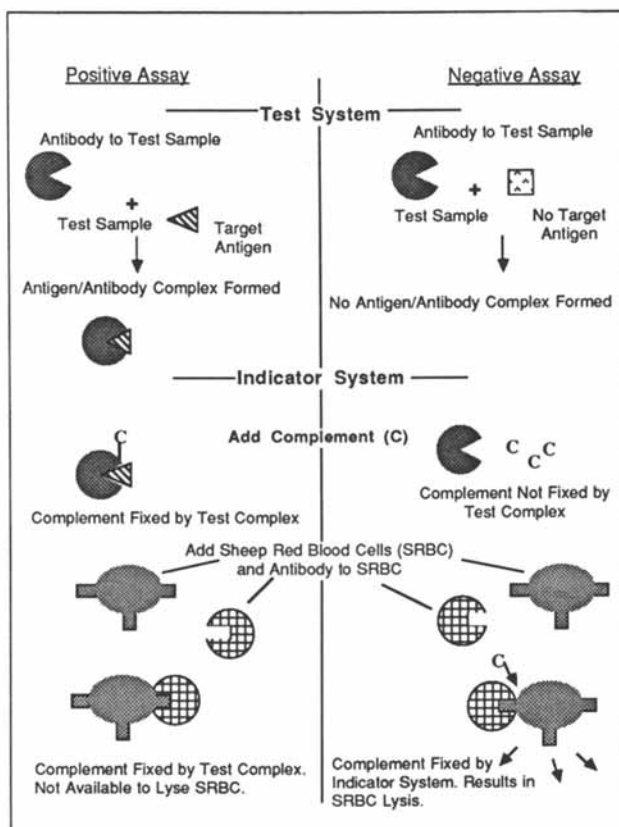 Positive Assay
Negative Assay
Test System
Antibody to Test Sample
+
Test Sample
Target
Antigen
Antigen/Antibody Complex Formed
Antibody to Test Sample
+
Test Sample
No Target
Antigen
No Antigen/Antibody Complex Formed
Indicator System
Add Complement (C)
C
Complement Fixed by Test Complex
C C C
Complement Not Fixed by
Test Complex
Add Sheep Red Blood Cells (SRBC)
and Antibody to SRBC
C
Complement Fixed by Test Complex.
Not Available to Lyse SRBC.
Complement Fixed by
Indicator System. Results in
SRBC Lysis.